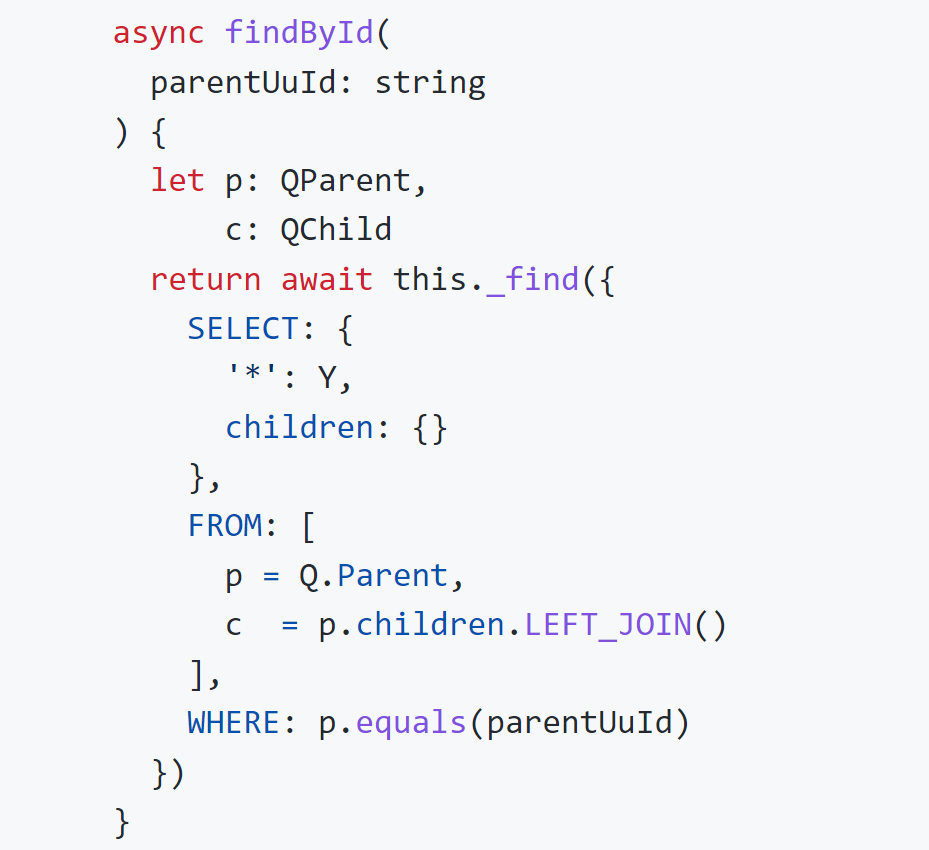 async findById(
  parentUuId: string
) {
  let p: QParent,
      c: QChild
  return await this._find({
    SELECT: {
      '*': Y,
      children: {}
    },
    FROM: [
      p = Q.Parent,
      c  = p.children.LEFT_JOIN()
    ],
    WHERE: p.equals(parentUuId)
  })
}